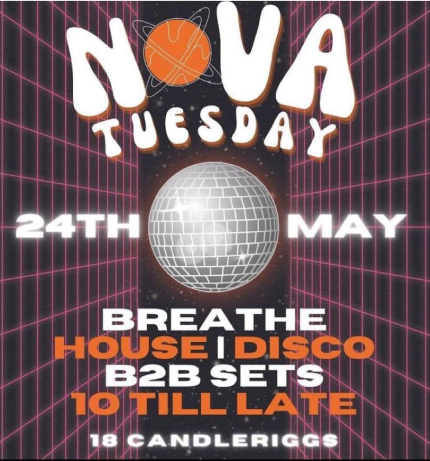 NOVA
TUESDAY
24TH MAY
BREATHE
HOUSE | DISCO
B2B SETS
10 TILL LATE
18 CANDLERIGGS